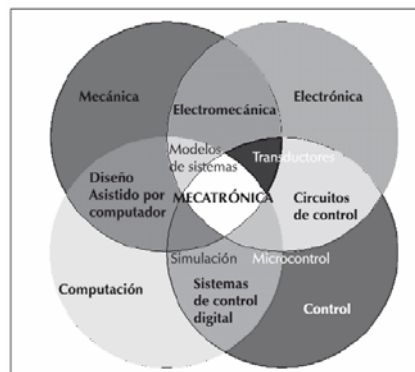 Mecánica
Electromecánica
Electrónica
Modelos
de sistemas
Transductores
Diseño
Asistido por
computador
MECATRÓNICA
Circuitos
de control
Simulación
Microcontrol
Computación
Sistemas
de control
digital
Control